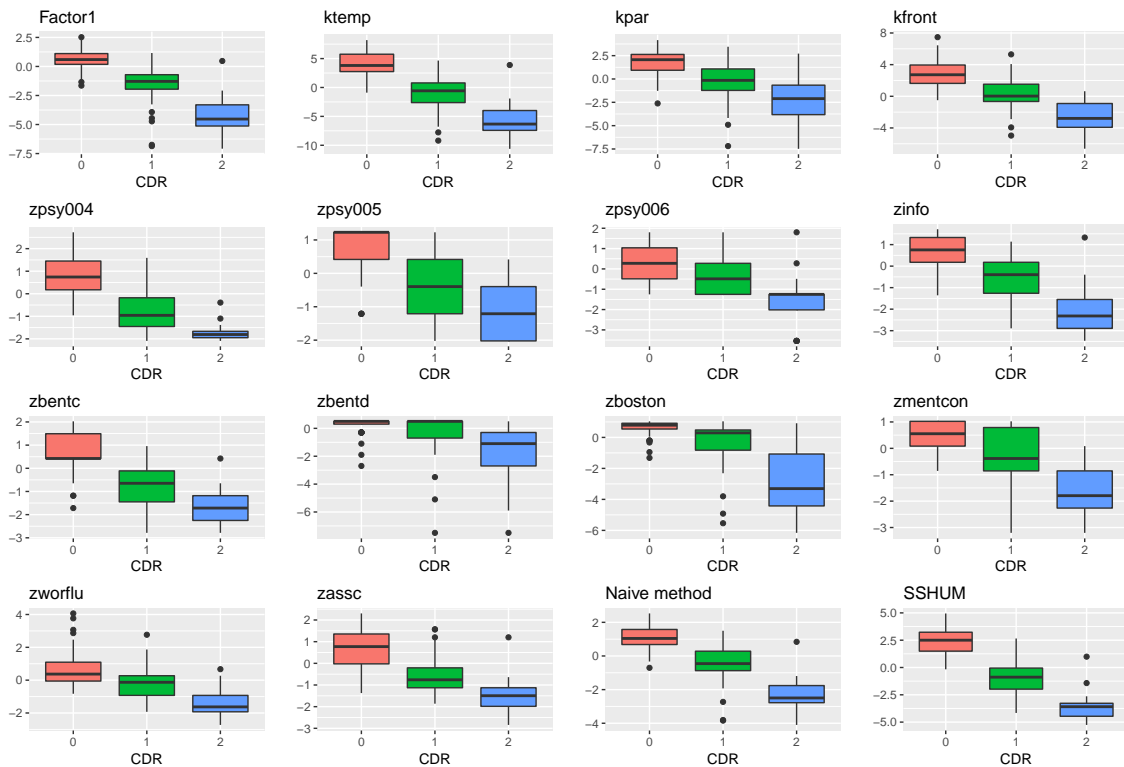 Factor1
2.5
0.0
−2.5
−5.0
−7.5
0 1 2
CDR
ktemp
5
0
−5
−10
0 1 2
CDR
kpar
2.5
0.0
−2.5
−5.0
−7.5
0 1 2
CDR
kfront
8
4
0
−4
0 1 2
CDR
zpsy004
2
1
0
−1
−2
0 1 2
CDR
zpsy005
1
0
−1
−2
0 1 2
CDR
zpsy006
2
1
0
−1
−2
−3
0 1 2
CDR
zinfo
1
0
−1
−2
−3
0 1 2
CDR
zbentc
2
1
0
−1
−2
−3
0 1 2
CDR
zbentd
0
−2
−4
−6
0 1 2
CDR
zboston
0
−2
−4
−6
0 1 2
CDR
zmentcon
1
0
−1
−2
−3
0 1 2
CDR
zworflu
4
2
0
−2
0 1 2
CDR
zassc
2
1
0
−1
−2
−3
0 1 2
CDR
Naive method
2
0
−2
−4
0 1 2
CDR
SSHUM
5.0
2.5
0.0
−2.5
−5.0
0 1 2
CDR